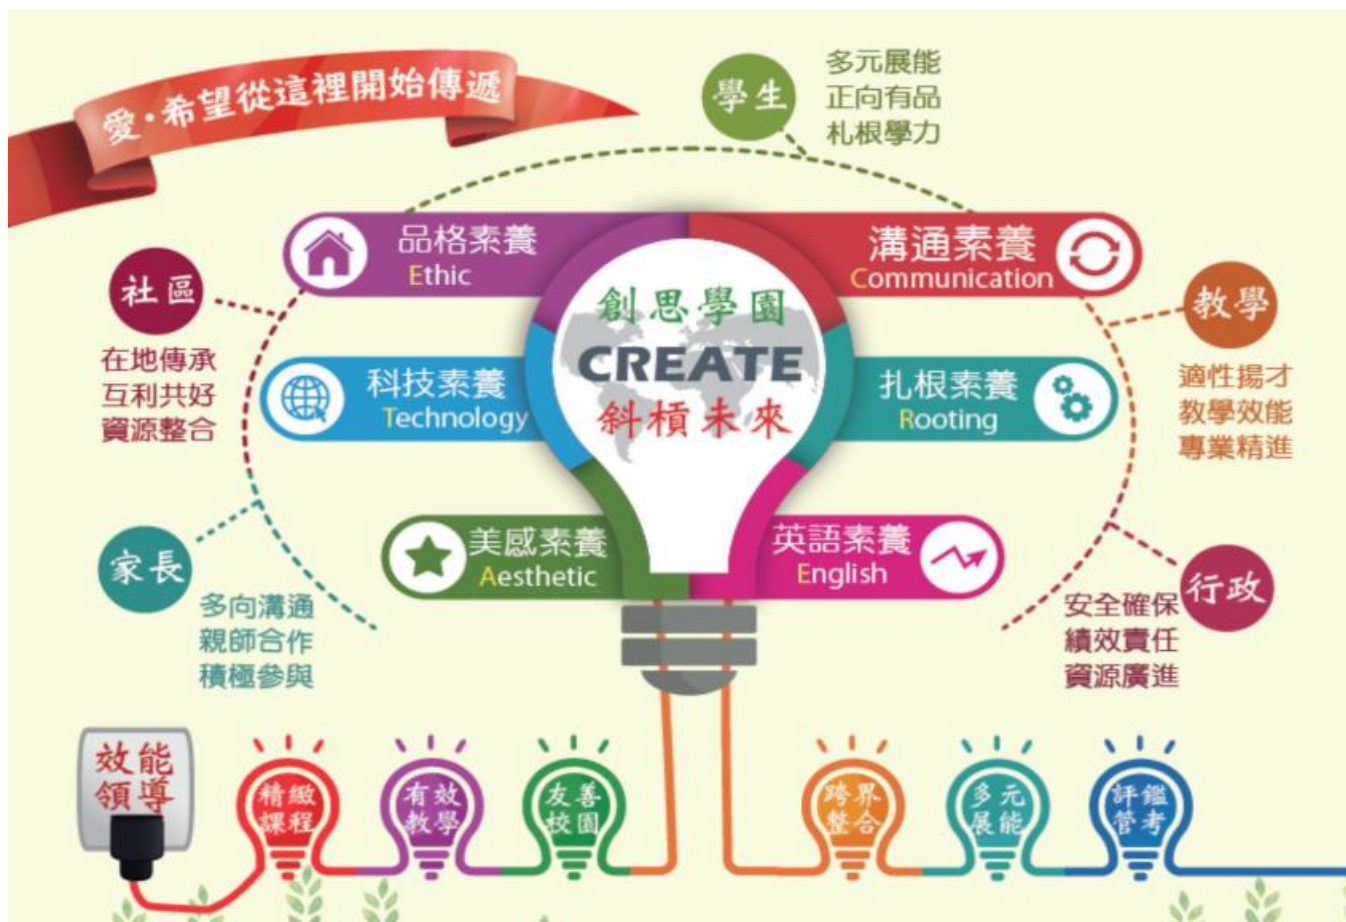 愛·希望從這裡開始傳遞
學生
多元展能
正向有品
札根學力
品格素養
Ethic
溝通素養
Communication
社區
在地傳承
互利共好
資源整合
教學
適性揚才
教學效能
專業精進
創思學園
CREATE
斜槓未來
科技素養
Technology
扎根素養
Rooting
美感素養
Aesthetic
英語素養
English
家長
多向溝通
親師合作
積極參與
行政
安全確保
績效責任
資源廣進
效能
領導
精緻
課程
有效
教學
友善
校園
跨界
整合
多元
展能
評鑑
管考